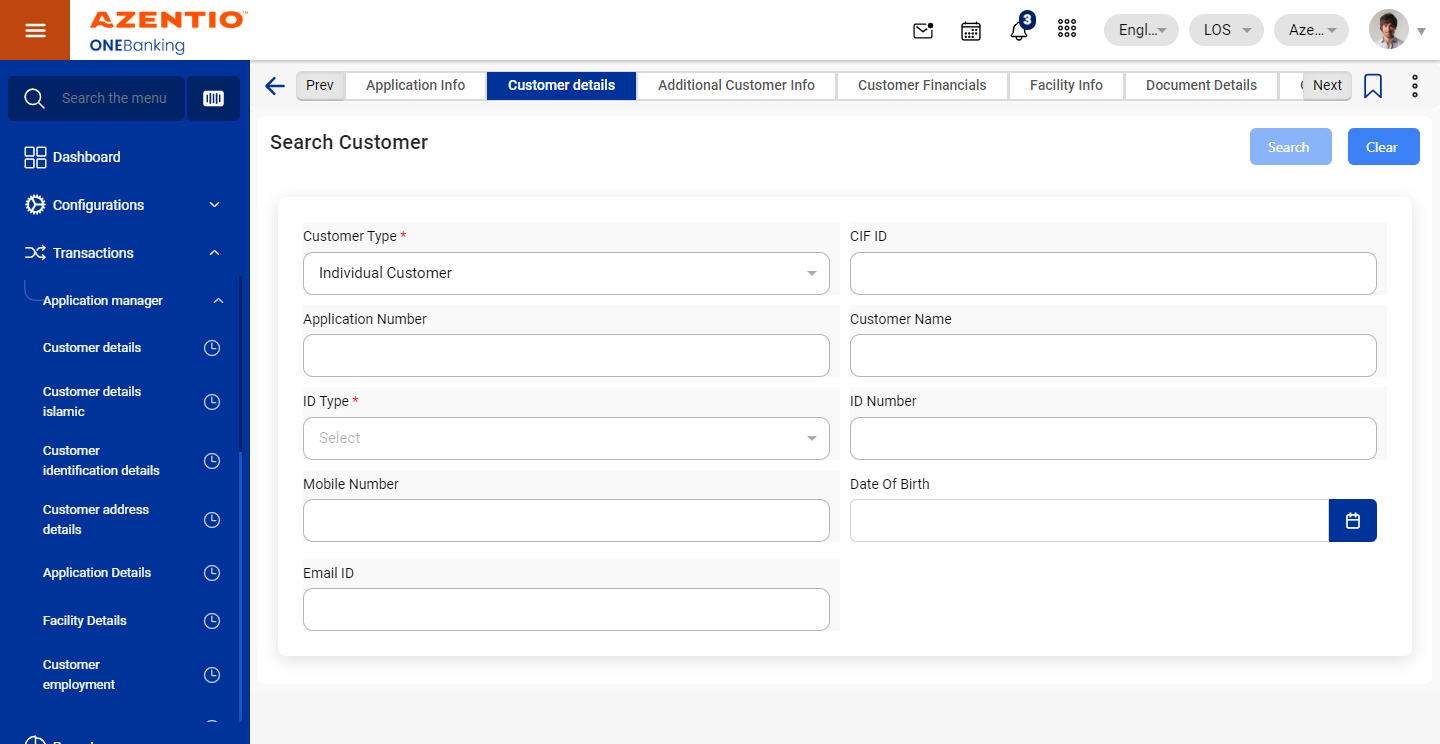 AZENTIO™
ONEBanking
3
Engl...
LOS
Aze...
Search the menu
Dashboard
Configurations
Transactions
Application manager
Customer details
Customer details
islamic
Customer
identification details
Customer address
details
Application Details
Facility Details
Customer
employment
Prev
Application Info
Customer details
Additional Customer Info
Customer Financials
Facility Info
Document Details
Next
Search Customer
Search
Clear
Customer Type *
CIF ID
Individual Customer
Application Number
Customer Name
ID Type *
ID Number
Select
Mobile Number
Date Of Birth
Email ID